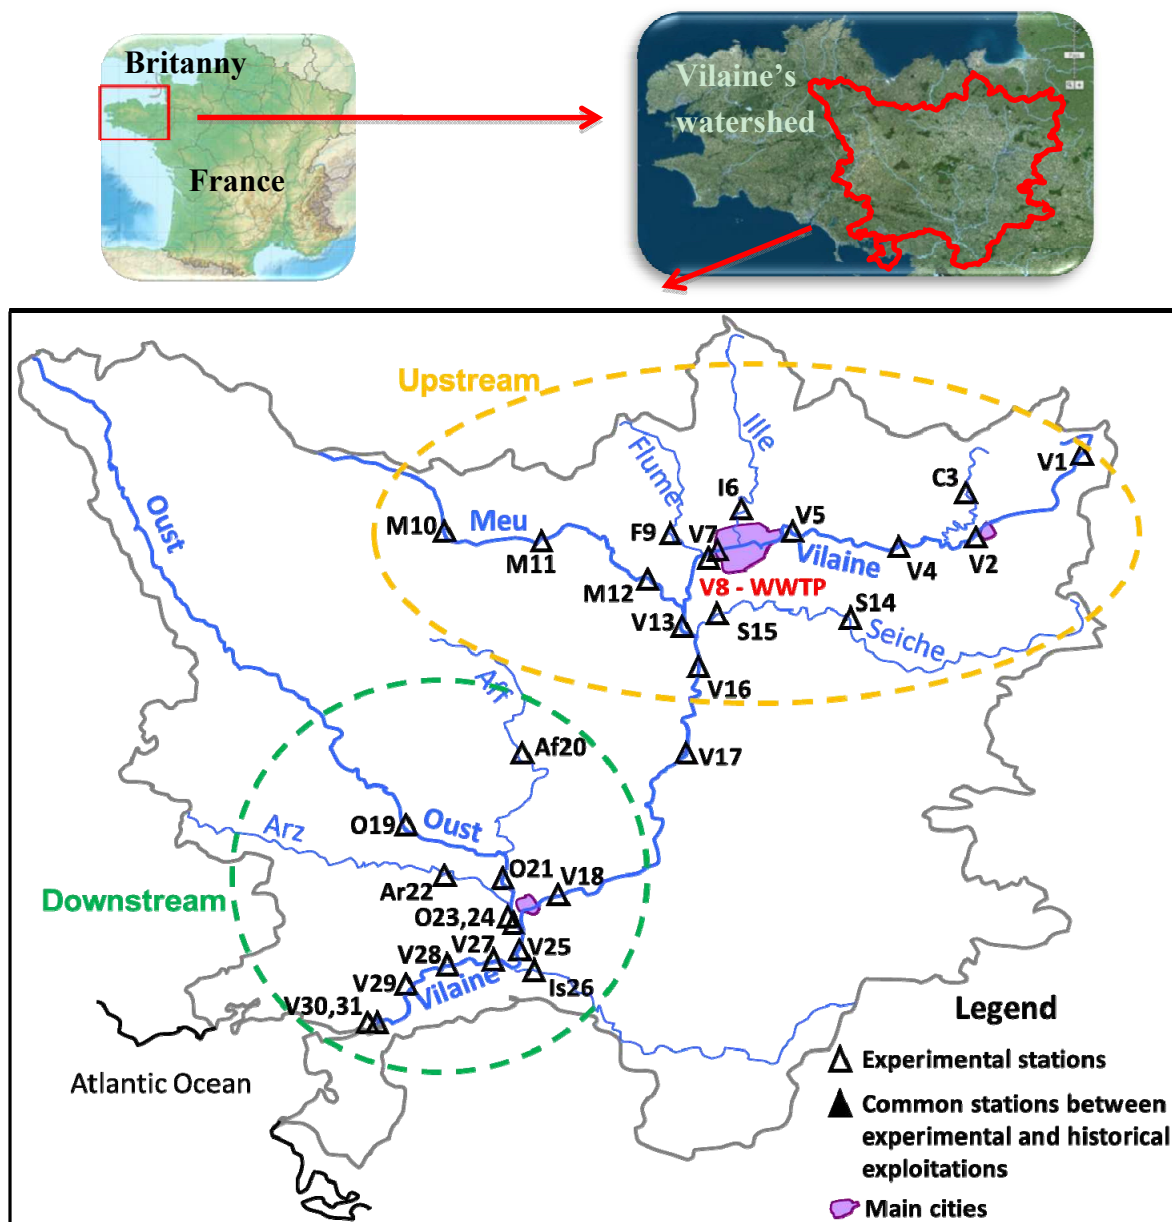 Britanny
France
Vilaine's
watershed
Upstream
Ille
Flume
V1
C3
I6
Oust
M10
Meu
F9
V7
V5
M11
Vilaine
V4
V2
V8 - WWTP
M12
S14
V13
S15
Seiche
Aff
V16
Af20
V17
Arz
O19
Oust
O21
V18
Ar22
Downstream
O23,24
V27
V25
V28
V29
Vilaine
Is26
V30,31
Legend
Atlantic Ocean
Experimental stations
Common stations between
experimental and historical
exploitations
Main cities